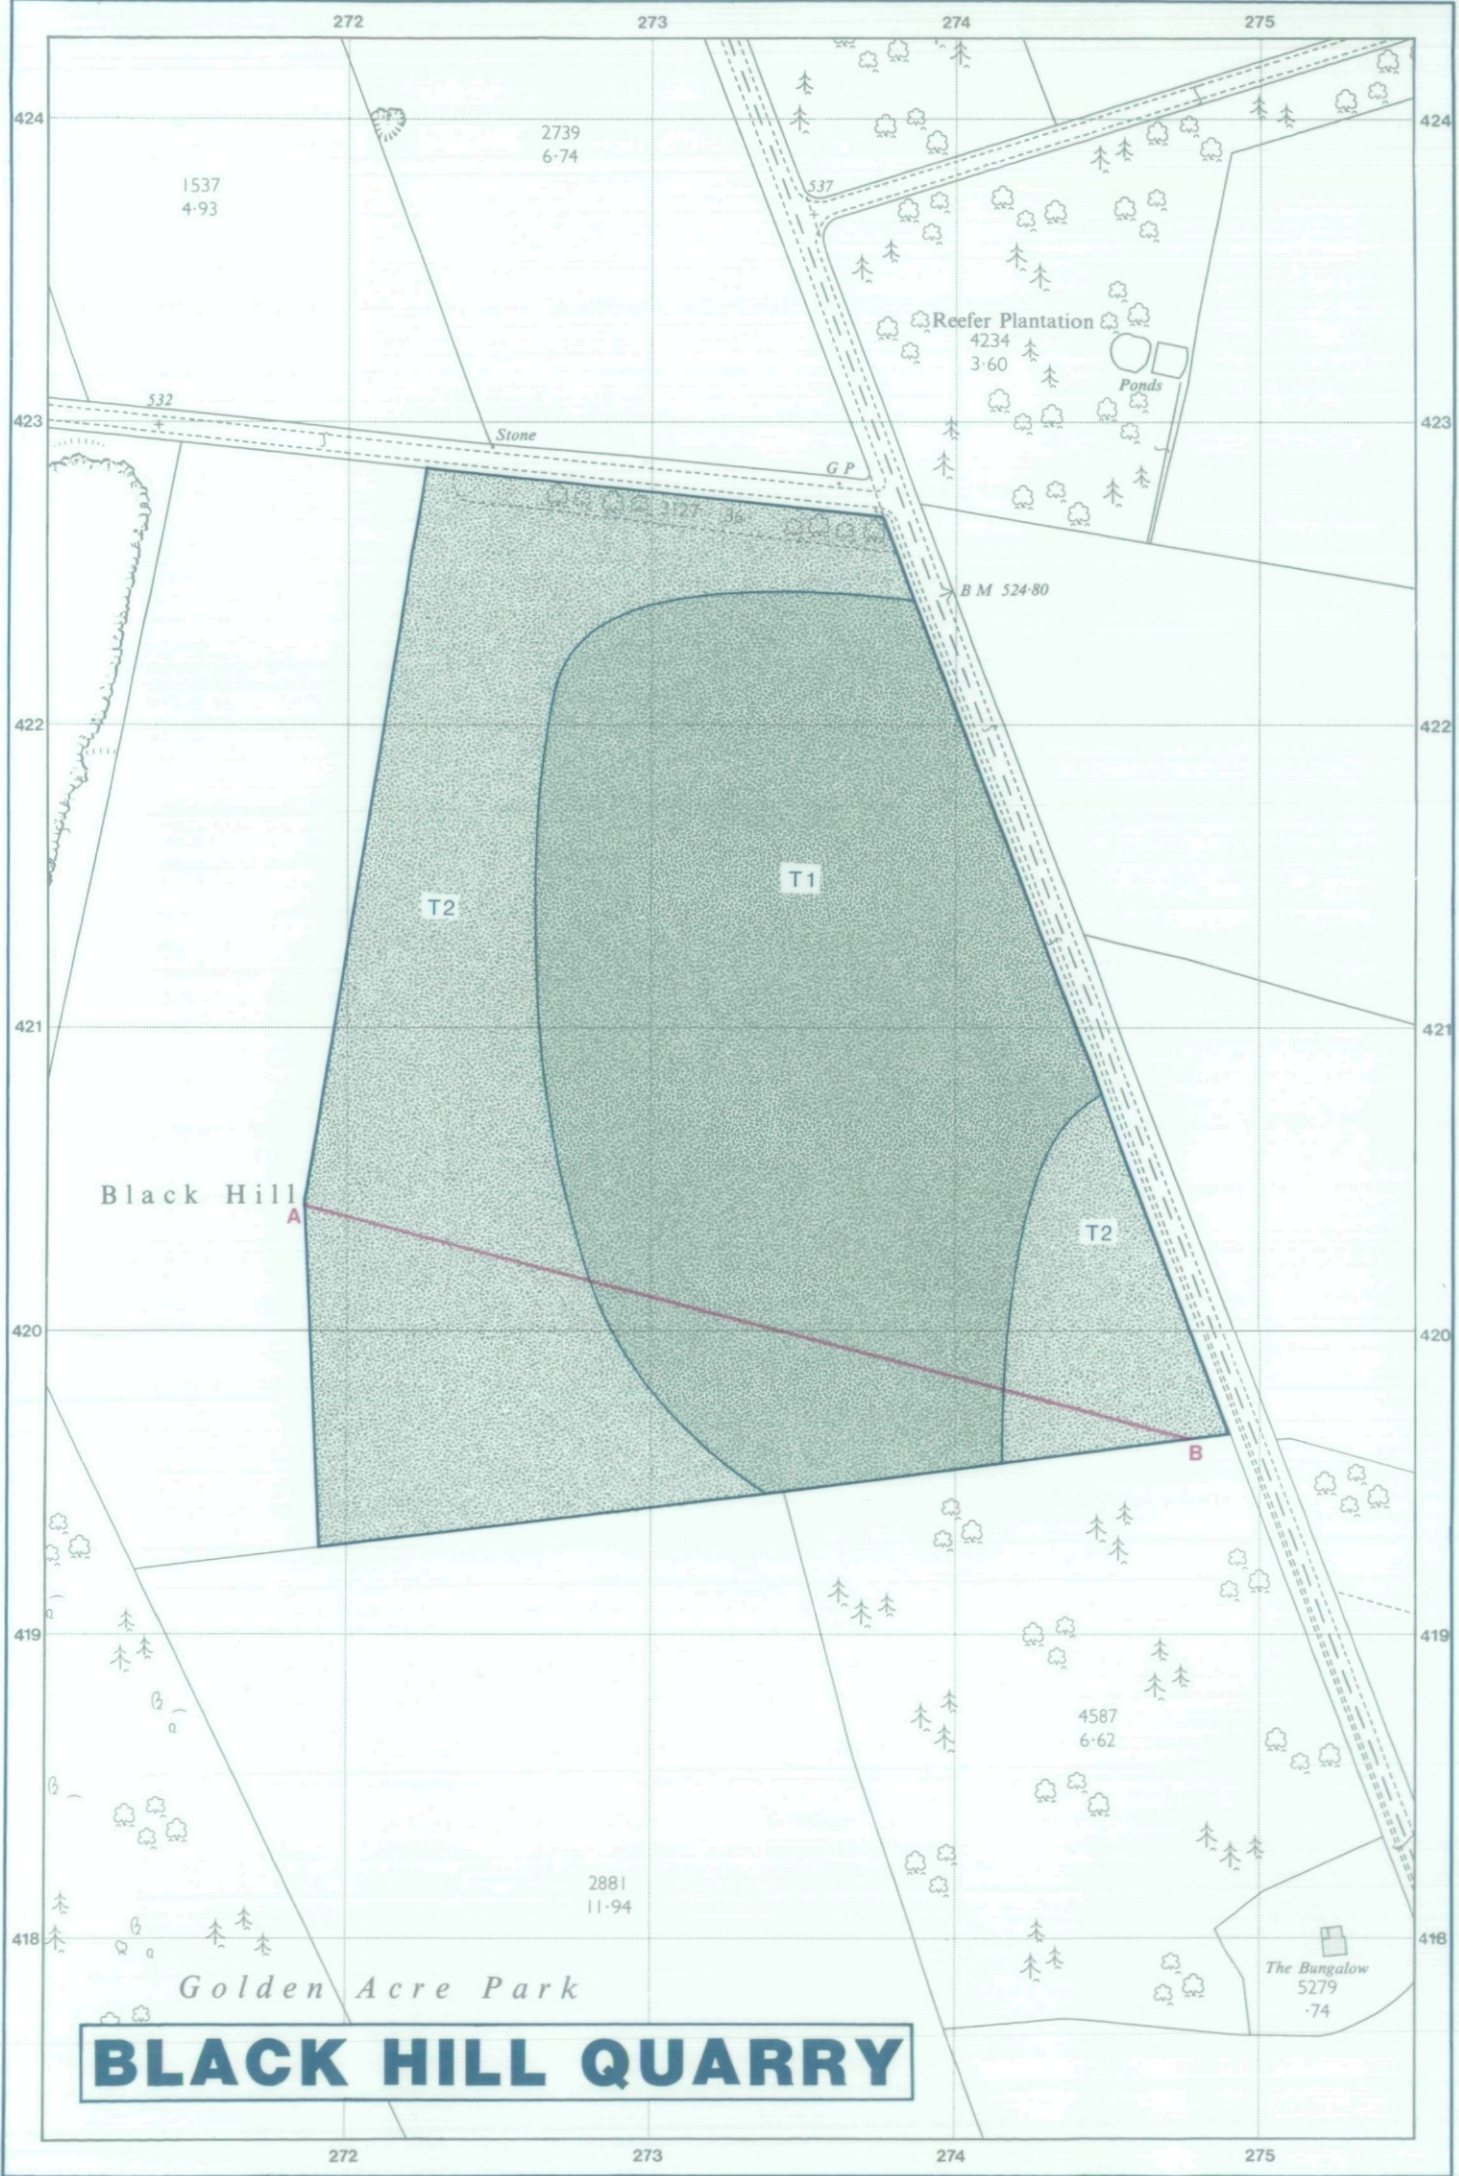 272 273 274 275
424 424
2739
6·74
1537
4·93
537
Reefer Plantation
4234
3·60
Ponds
532
423 423
Stone
G P
3127 ·36
B M 524·80
422 422
T1
T2
421 421
Black Hill
A
T2
420 420
B
419 419
4587
6·62
2881
11·94
418 418
The Bungalow
5279
·74
Golden Acre Park
BLACK HILL QUARRY
272 273 274 275